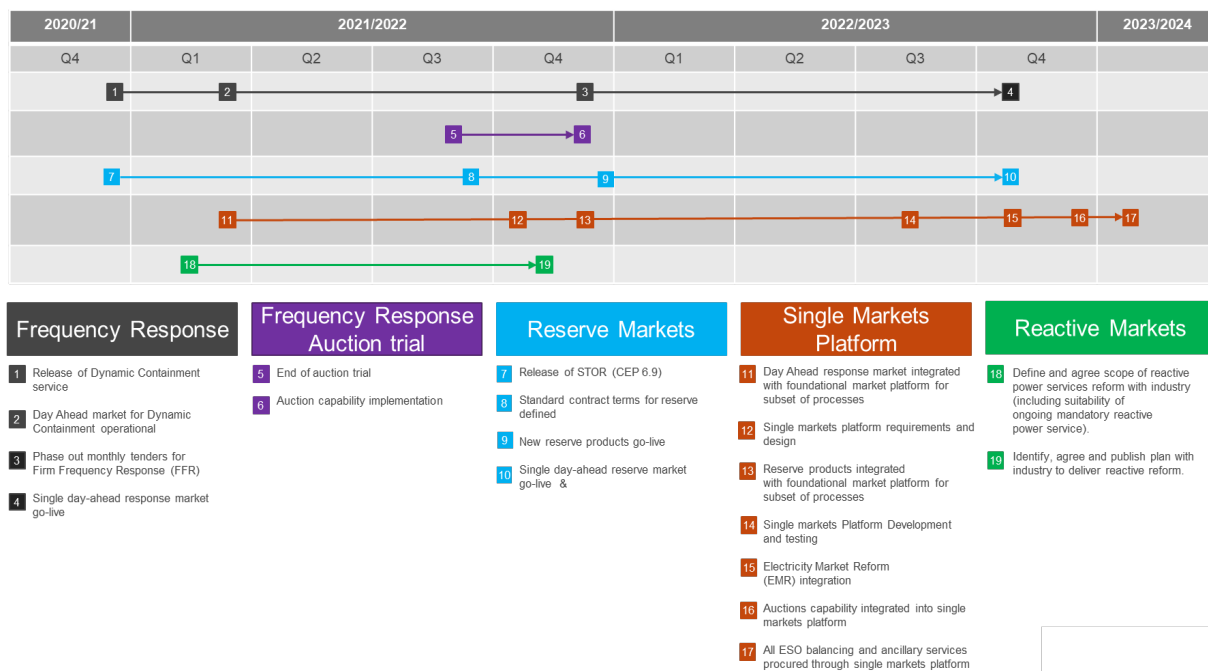 2020/21 2021/2022 2022/2023 2023/2024
Q4 Q1 Q2 Q3 Q4 Q1 Q2 Q3 Q4
1 2 3 4
5 6
7 8 9 10
11 12 13 14 15 16 17
18 19
Frequency Response
1 Release of Dynamic Containment
service
2 Day Ahead market for Dynamic
Containment operational
3 Phase out monthly tenders for
Firm Frequency Response (FFR)
4 Single day-ahead response market
go-live
Frequency Response
Auction trial
5 End of auction trial
6 Auction capability implementation
Reserve Markets
7 Release of STOR (CEP 6.9)
8 Standard contract terms for reserve
defined
9 New reserve products go-live
10 Single day-ahead reserve market
go-live &
Single Markets
Platform
11 Day Ahead response market integrated
with foundational market platform for
subset of processes
12 Single markets platform requirements and
design
13 Reserve products integrated
with foundational market platform for
subset of processes
14 Single markets Platform Development
and testing
15 Electricity Market Reform
(EMR) integration
16 Auctions capability integrated into single
markets platform
17 All ESO balancing and ancillary services
procured through single markets platform
Reactive Markets
18 Define and agree scope of reactive
power services reform with industry
(including suitability of
ongoing mandatory reactive
power service).
19 Identify, agree and publish plan with
industry to deliver reactive reform.